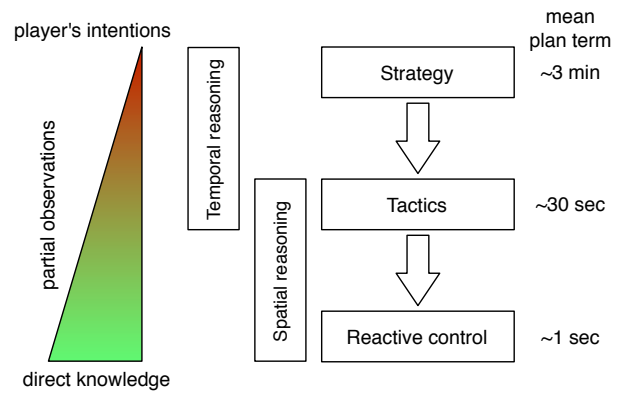 mean
plan term
player's intentions
Strategy
~3 min
Temporal reasoning
partial observations
Tactics
~30 sec
Spatial reasoning
Reactive control
~1 sec
direct knowledge